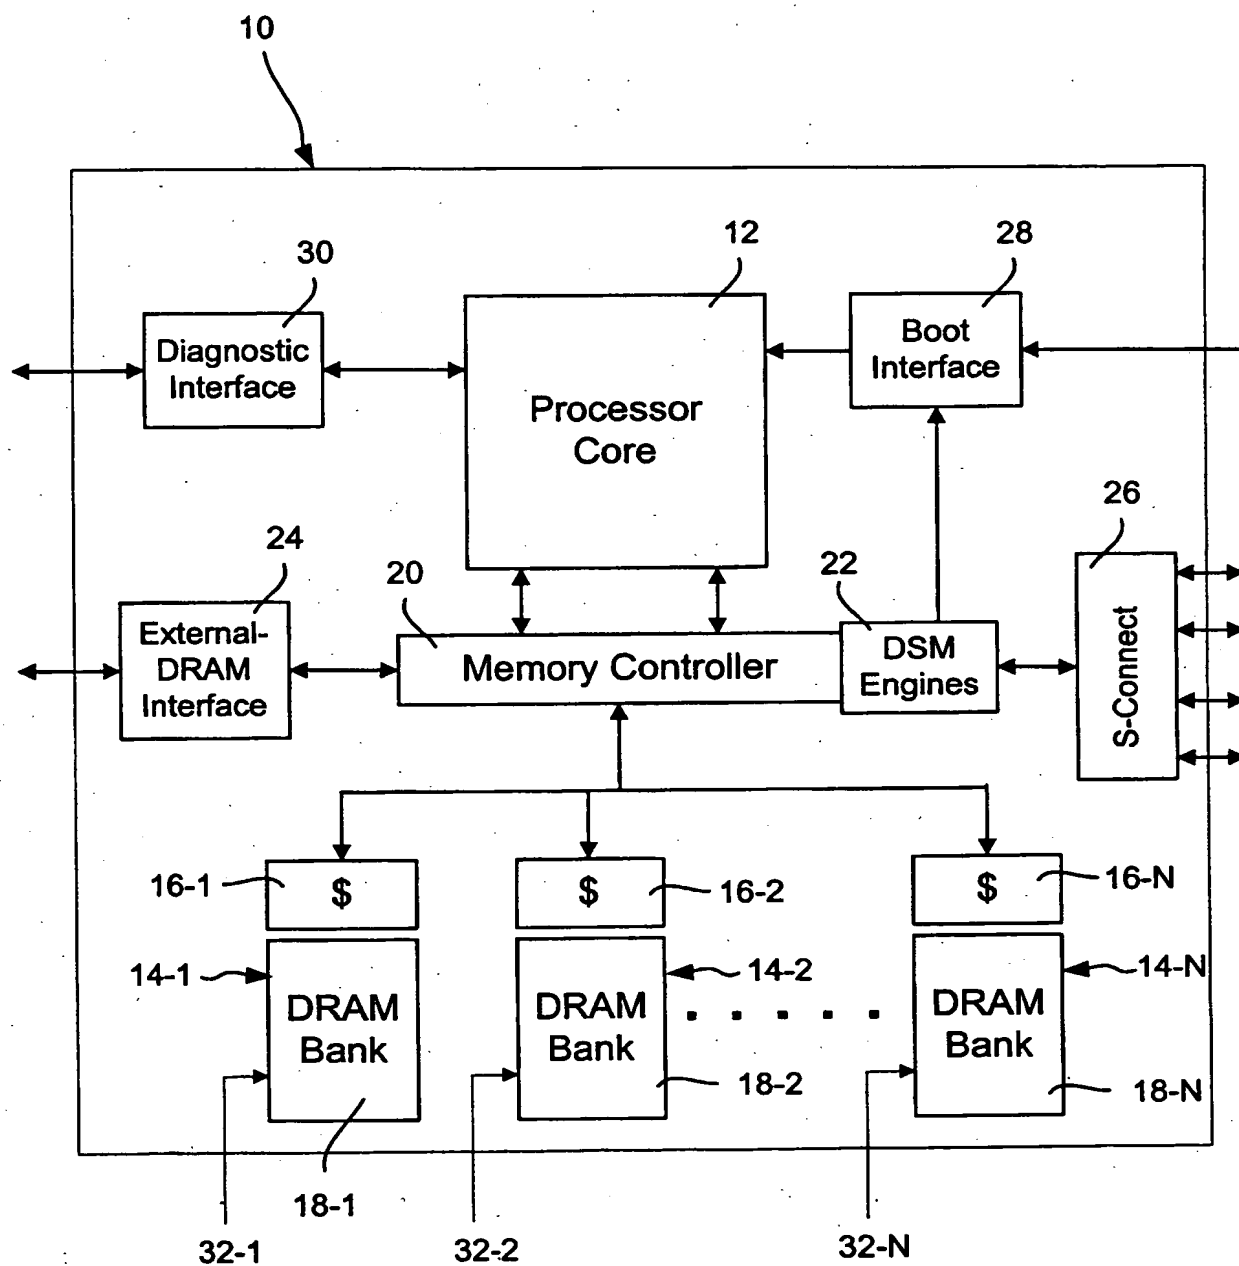 10
12
28
30
Diagnostic
Interface
Processor
Core
Boot
Interface
26
24
External-
DRAM
Interface
20
Memory Controller
22
DSM
Engines
S-Connect
16-1
$
$
16-2
$
16-N
14-1
DRAM
Bank
14-2
DRAM
Bank
14-N
DRAM
Bank
18-2
18-N
18-1
32-1
32-2
32-N